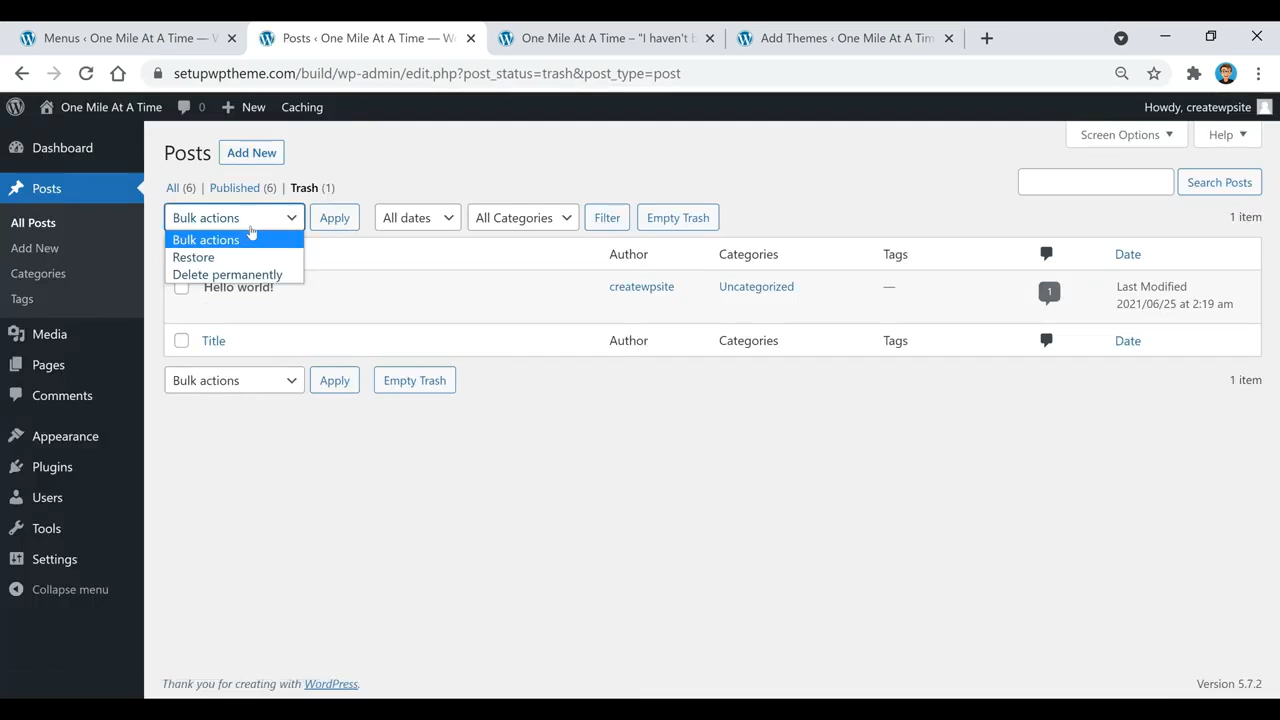 Menus ‹ One Mile At A Time — W
Posts ‹ One Mile At A Time — Wo
One Mile At A Time – "I haven't b
Add Themes ‹ One Mile At A Tim
setupwptheme.com/build/wp-admin/edit.php?post_status=trash&post_type=post
One Mile At A Time 0 New Caching Howdy, createwpsite
Dashboard
Posts
All Posts
Add New
Categories
Tags
Media
Pages
Comments
Appearance
Plugins
Users
Tools
Settings
Collapse menu
Screen Options Help
Posts Add New
All (6) | Published (6) | Trash (1)
Search Posts
Bulk actions Apply All dates All Categories Filter Empty Trash 1 item
Bulk actions
Restore
Delete permanently
Author Categories Tags Date
Hello world! createwpsite Uncategorized — 1 Last Modified
2021/06/25 at 2:19 am
Title Author Categories Tags Date
Bulk actions Apply Empty Trash 1 item
Thank you for creating with WordPress. Version 5.7.2